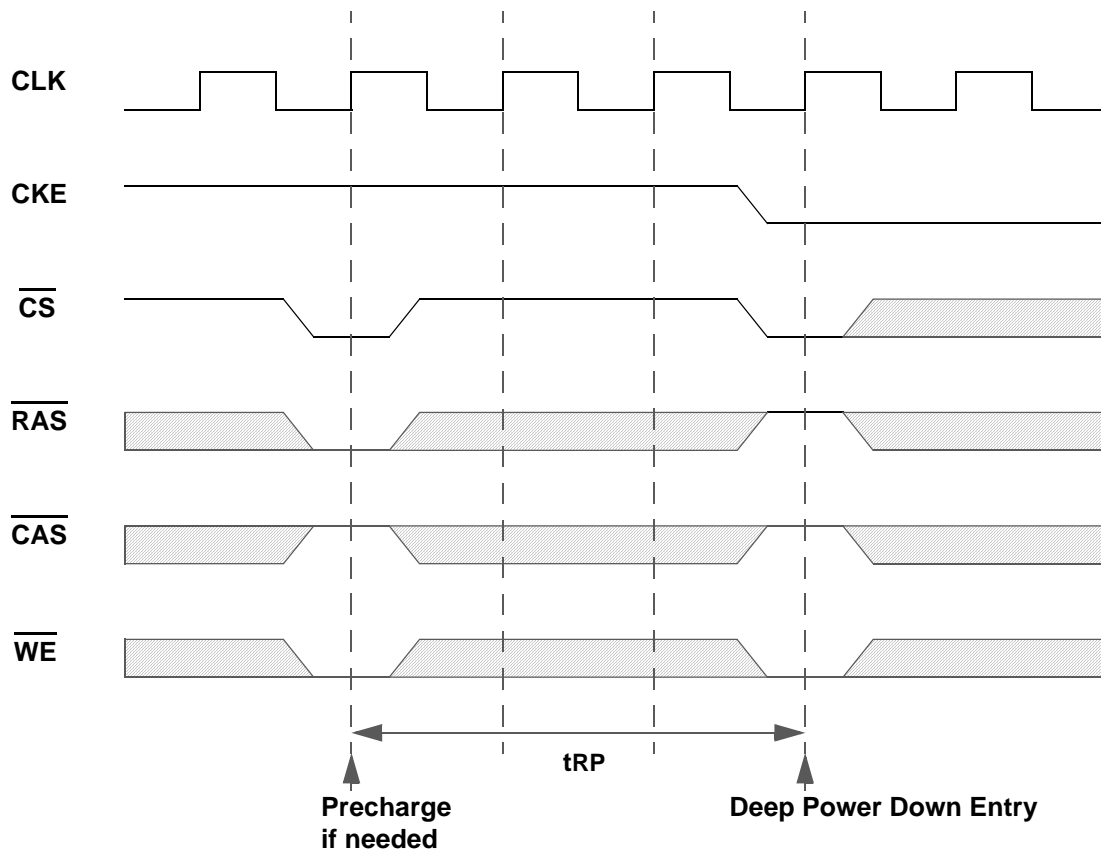 CLK
CKE
CS
RAS
CAS
WE
tRP
Precharge
if needed
Deep Power Down Entry